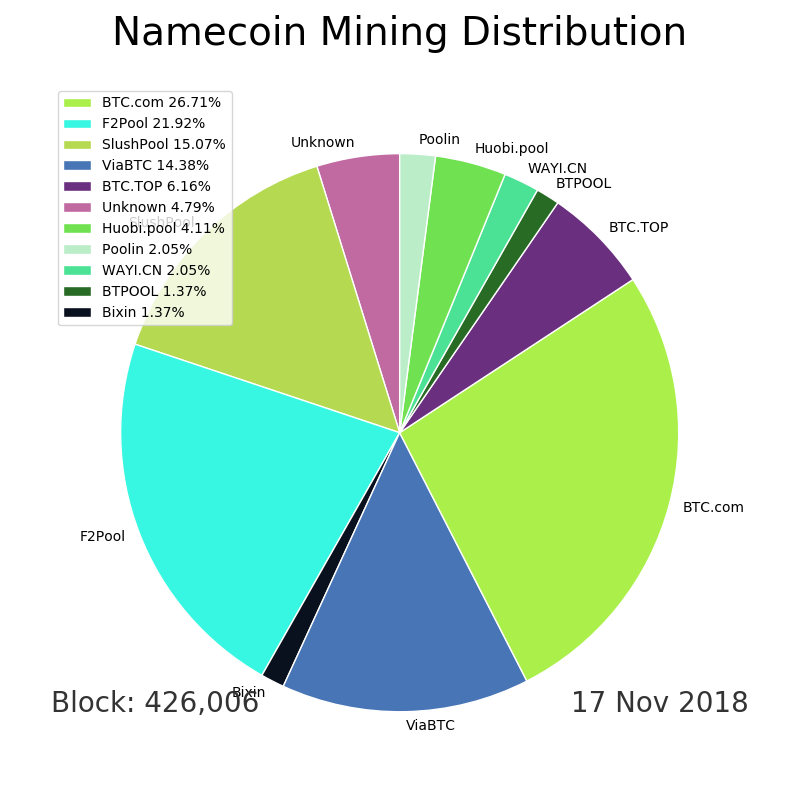 Namecoin Mining Distribution
BTC.com 26.71%
F2Pool 21.92%
SlushPool 15.07%
ViaBTC 14.38%
BTC.TOP 6.16%
Unknown 4.79%
Huobi.pool 4.11%
Poolin 2.05%
WAYI.CN 2.05%
BTPOOL 1.37%
Bixin 1.37%
Poolin
Unknown
Huobi.pool
WAYI.CN
BTPOOL
SlushPool
BTC.TOP
BTC.com
F2Pool
Bixin
Block: 426,006
17 Nov 2018
ViaBTC